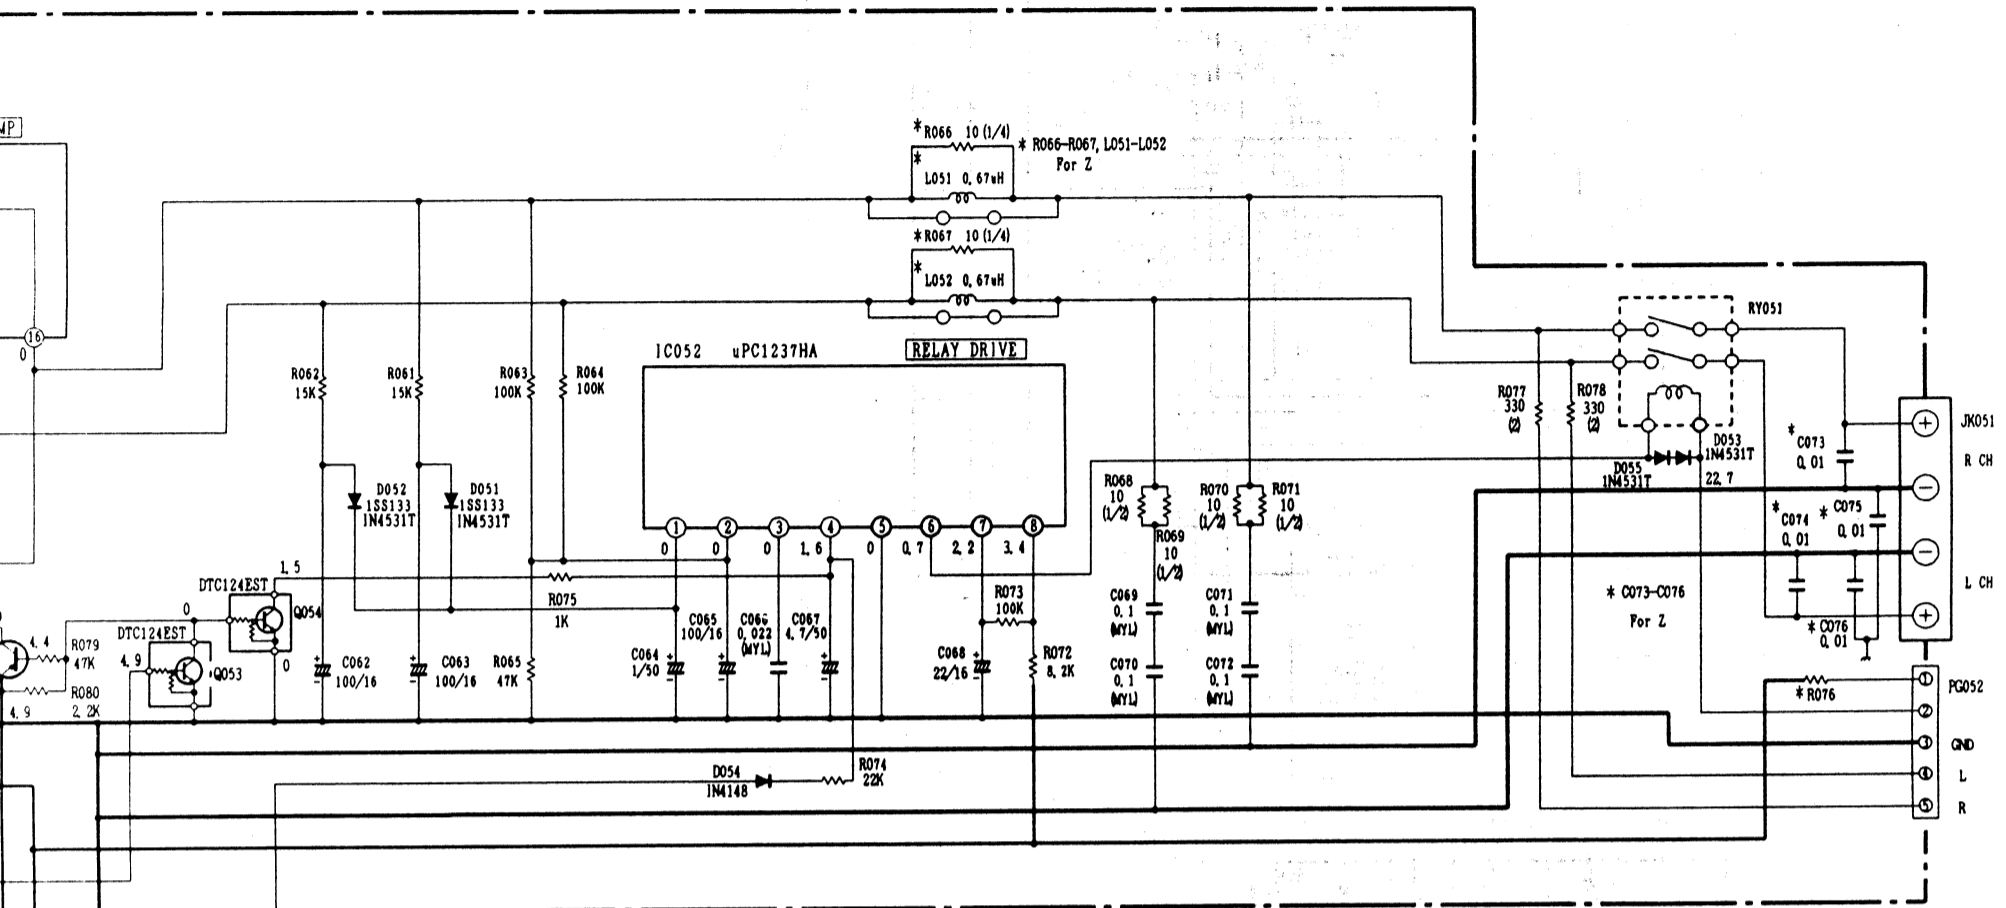 * R066 10 (1/4)
* R066-R067, L051-L052
For Z
*
L051 0.67uH
* R067 10 (1/4)
*
L052 0.67uH
16
0
IC052 uPC1237HA
RELAY DRIVE
RY051
R062
15K
R061
15K
R063
100K
R064
100K
R077
330
(2)
R078
330
(2)
D053
1N4531T
D055
1N4531T
22.7
* C073
0.01
JK051
R CH
+
-
-
+
L CH
D052
1SS133
1N4531T
D051
1SS133
1N4531T
1 2 3 4 5 6 7 8
0 0 0 1.6 0 0.7 2.2 3.4
R068
10
(1/2)
R069
10
(1/2)
R070
10
(1/2)
R071
10
(1/2)
* C074
0.01
* C075
0.01
* C076
0.01
* C073-C076
For Z
DTC124EST
1.5
Q054
0
0
DTC124EST
4.9
Q053
4.4
R079
47K
R080
2.2K
4.9
R075
1K
C062
100/16
C063
100/16
R065
47K
C064
1/50
C065
100/16
C066
0.022
(MYL)
C067
4.7/50
R073
100K
C068
22/16
R072
8.2K
C069
0.1
(MYL)
C070
0.1
(MYL)
C071
0.1
(MYL)
C072
0.1
(MYL)
* R076
PG052
1
2
3 GND
4 L
5 R
D054
1N4148
R074
22K